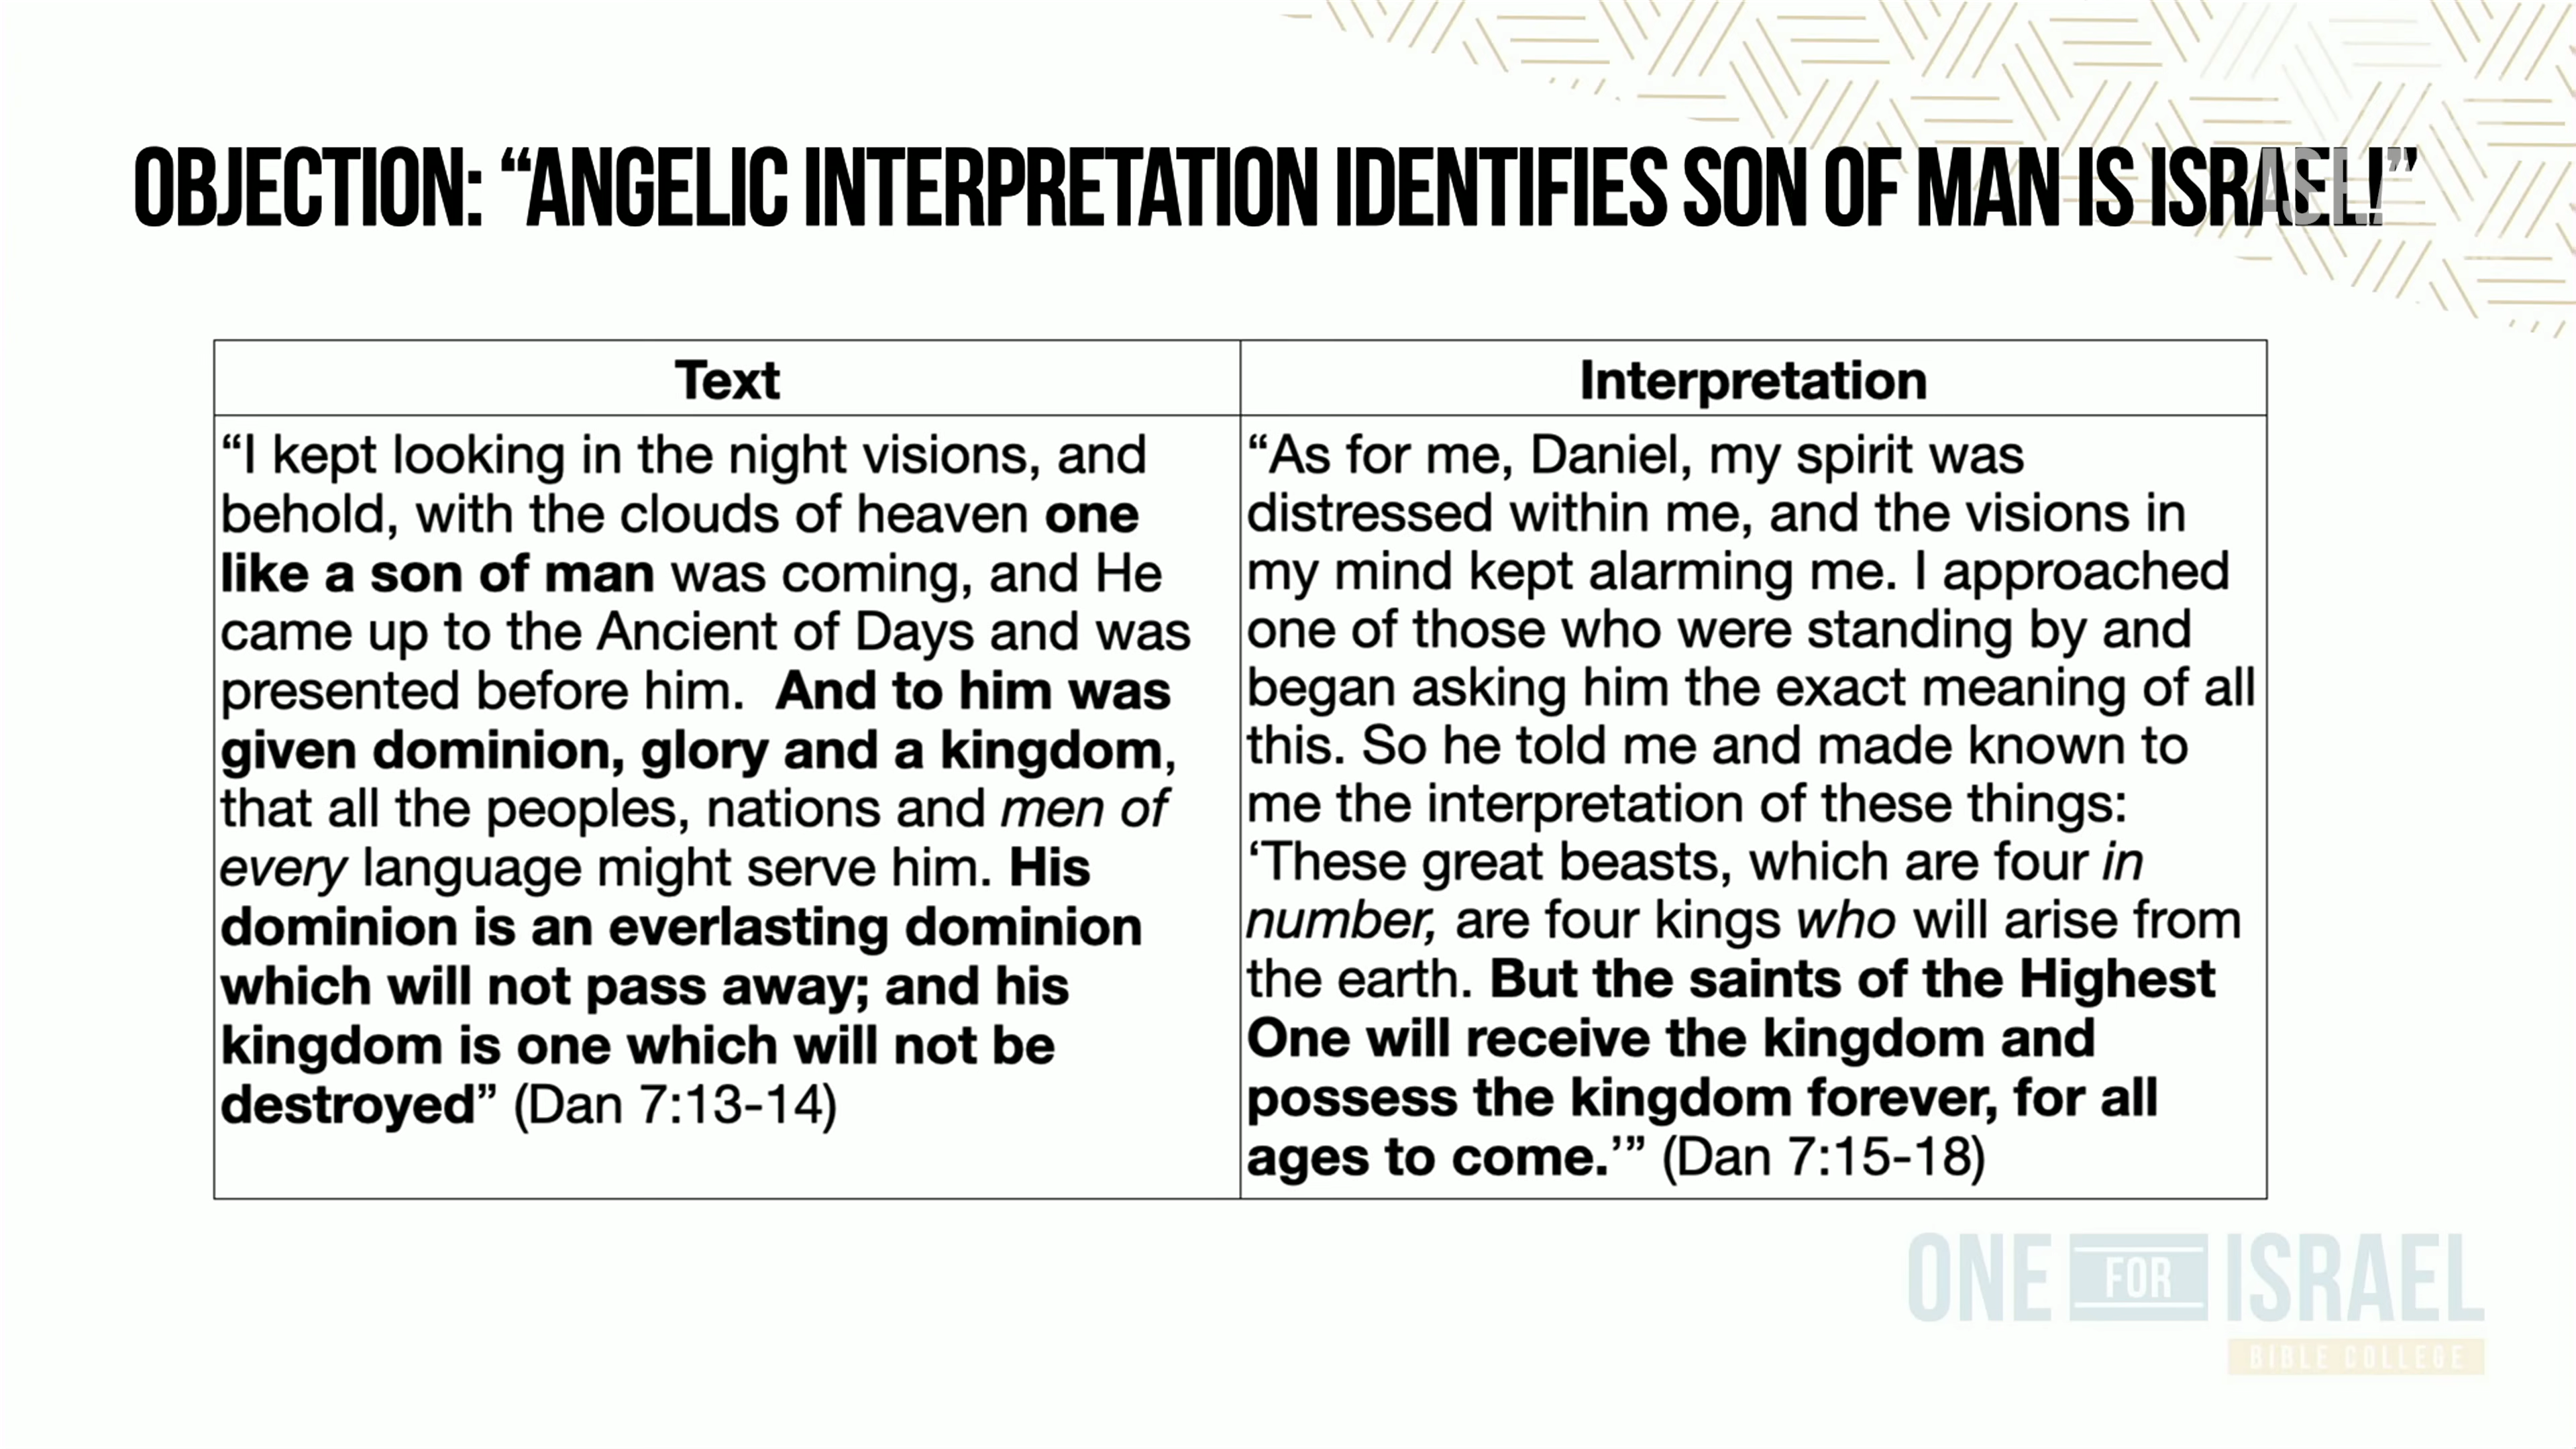 OBJECTION: “ANGELIC INTERPRETATION IDENTIFIES SON OF MAN IS ISRAEL!”
Text
“I kept looking in the night visions, and
behold, with the clouds of heaven one
like a son of man was coming, and He
came up to the Ancient of Days and was
presented before him.  And to him was
given dominion, glory and a kingdom,
that all the peoples, nations and men of
every language might serve him. His
dominion is an everlasting dominion
which will not pass away; and his
kingdom is one which will not be
destroyed” (Dan 7:13-14)
Interpretation
“As for me, Daniel, my spirit was
distressed within me, and the visions in
my mind kept alarming me. I approached
one of those who were standing by and
began asking him the exact meaning of all
this. So he told me and made known to
me the interpretation of these things:
‘These great beasts, which are four in
number, are four kings who will arise from
the earth. But the saints of the Highest
One will receive the kingdom and
possess the kingdom forever, for all
ages to come.’” (Dan 7:15-18)
ONE FOR ISRAEL
BIBLE COLLEGE